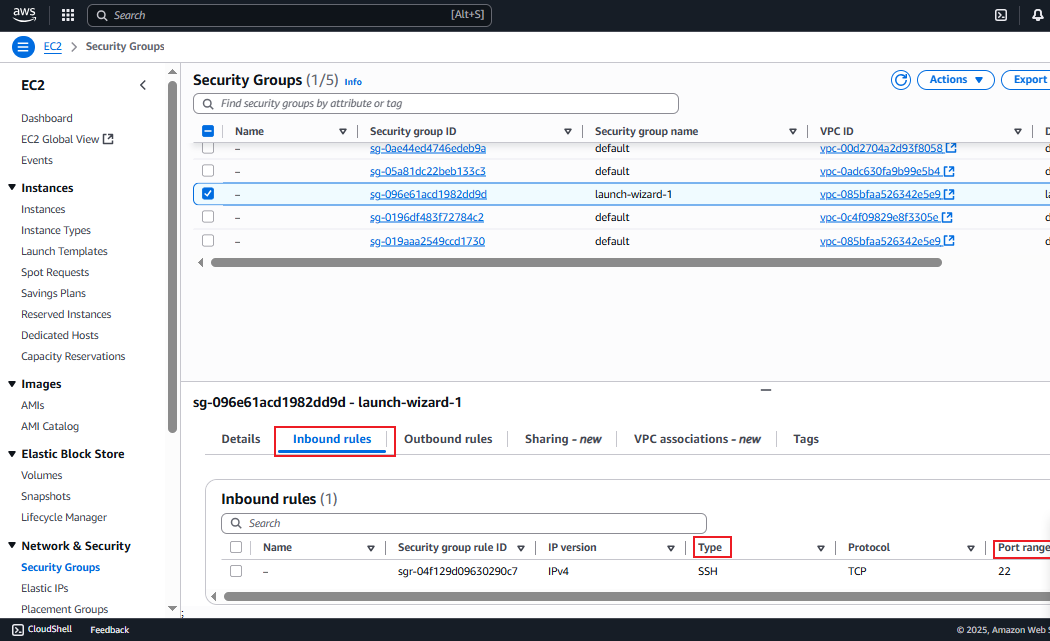 aws Search [Alt+S]
EC2 Security Groups
EC2
Dashboard
EC2 Global View
Events
Instances
Instances
Instance Types
Launch Templates
Spot Requests
Savings Plans
Reserved Instances
Dedicated Hosts
Capacity Reservations
Images
AMIs
AMI Catalog
Elastic Block Store
Volumes
Snapshots
Lifecycle Manager
Network & Security
Security Groups
Elastic IPs
Placement Groups
Security Groups (1/5) Info Actions Export
Find security groups by attribute or tag
Name Security group ID Security group name VPC ID
– sg-0ae44ed4746edeb9a default vpc-00d2704a2d93f8058
– sg-05a81dc22beb133c3 default vpc-0adc630fa9b99e5b4
– sg-096e61acd1982dd9d launch-wizard-1 vpc-085bfaa526342e5e9
– sg-0196df483f72784c2 default vpc-0c4f09829e8f3305e
– sg-019aaa2549ccd1730 default vpc-085bfaa526342e5e9
sg-096e61acd1982dd9d - launch-wizard-1
Details Inbound rules Outbound rules Sharing - new VPC associations - new Tags
Inbound rules (1)
Search
Name Security group rule ID IP version Type Protocol Port range
– sgr-04f129d09630290c7 IPv4 SSH TCP 22
CloudShell Feedback © 2025, Amazon Web